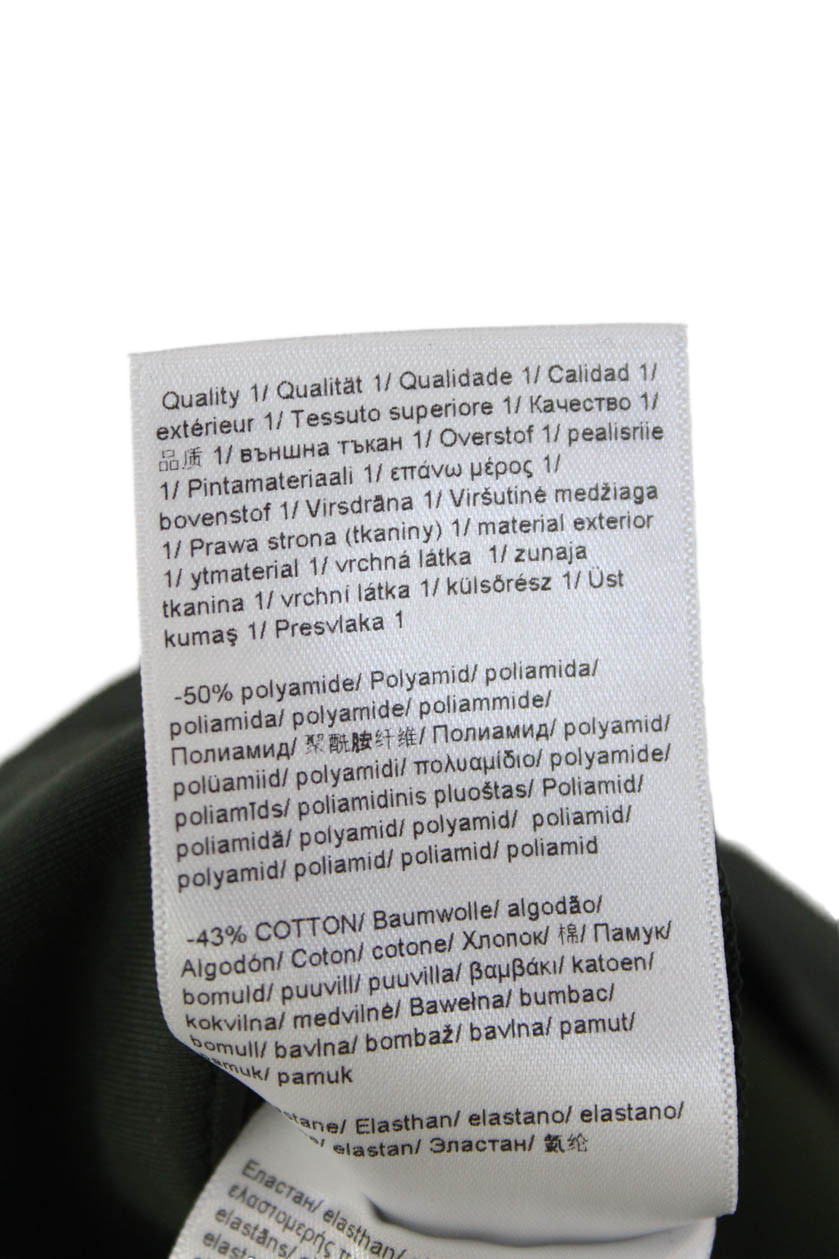 Quality 1/ Qualität 1/ Qualidade 1/ Calidad 1/
extérieur 1/ Tessuto superiore 1/ Качество 1/
品质 1/ външна тъкан 1/ Overstof 1/ pealisriie
1/ Pintamateriaali 1/ επάνω μέρος 1/
bovenstof 1/ Virsdrāna 1/ Viršutinė medžiaga
1/ Prawa strona (tkaniny) 1/ material exterior
1/ ytmaterial 1/ vrchná látka 1/ zunaja
tkanina 1/ vrchní látka 1/ külsőrész 1/ Üst
kumaş 1/ Presvlaka 1
-50% polyamide/ Polyamid/ poliamida/
poliamida/ polyamide/ poliammide/
Полиамид/ 聚酰胺纤维/ Полиамид/ polyamid/
polüamiid/ polyamidi/ πολυαμίδιο/ polyamide/
poliamīds/ poliamidinis pluoštas/ Poliamid/
poliamidă/ polyamid/ polyamid/ poliamid/
polyamid/ poliamid/ poliamid/ poliamid
-43% COTTON/ Baumwolle/ algodão/
Algodón/ Coton/ cotone/ Хлопок/ 棉/ Памук/
bomuld/ puuvill/ puuvilla/ βαμβάκι/ katoen/
kokvilna/ medvilnė/ Bawełna/ bumbac/
bomull/ bavlna/ bombaž/ bavlna/ pamut/
pamuk
Elasthan/ elastano/ elastano/
elastan/ Эластан/ 氨纶
Еластан/ elasthan/
ελαστομερής
elastāns/